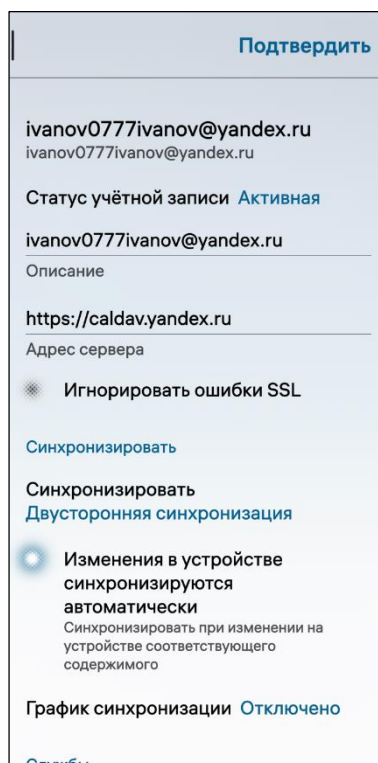 Подтвердить
ivanov0777ivanov@yandex.ru
ivanov0777ivanov@yandex.ru
Статус учётной записи Активная
ivanov0777ivanov@yandex.ru
Описание
https://caldav.yandex.ru
Адрес сервера
Игнорировать ошибки SSL
Синхронизировать
Синхронизировать
Двусторонняя синхронизация
Изменения в устройстве
синхронизируются
автоматически
Синхронизировать при изменении на
устройстве соответствующего
содержимого
График синхронизации Отключено